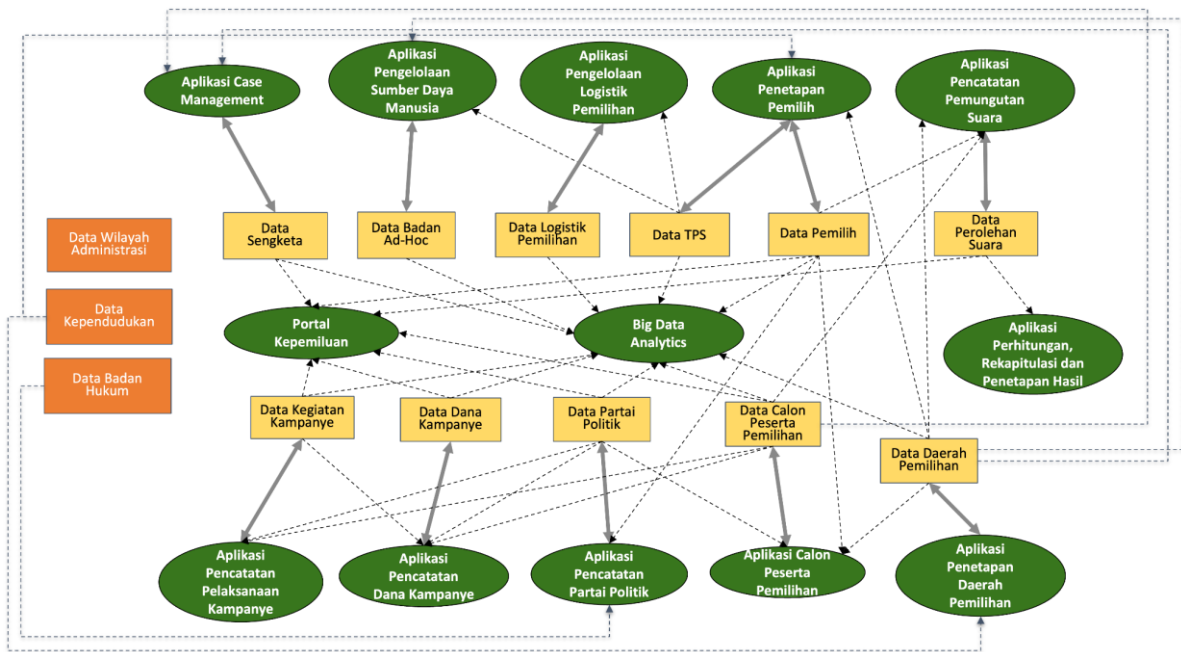 Aplikasi Case
Management
Aplikasi
Pengelolaan
Sumber Daya
Manusia
Aplikasi
Pengelolaan
Logistik
Pemilihan
Aplikasi
Penetapan
Pemilih
Aplikasi
Pencatatan
Pemungutan
Suara
Data Wilayah
Administrasi
Data
Sengketa
Data Badan
Ad-Hoc
Data Logistik
Pemilihan
Data TPS
Data Pemilih
Data
Perolehan
Suara
Data
Kependudukan
Portal
Kepemiluan
Big Data
Analytics
Aplikasi
Perhitungan,
Rekapitulasi dan
Penetapan Hasil
Data Badan
Hukum
Data Kegiatan
Kampanye
Data Dana
Kampanye
Data Partai
Politik
Data Calon
Peserta
Pemilihan
Data Daerah
Pemilihan
Aplikasi
Pencatatan
Pelaksanaan
Kampanye
Aplikasi
Pencatatan
Dana Kampanye
Aplikasi
Pencatatan
Partai Politik
Aplikasi Calon
Peserta
Pemilihan
Aplikasi
Penetapan
Daerah
Pemilihan